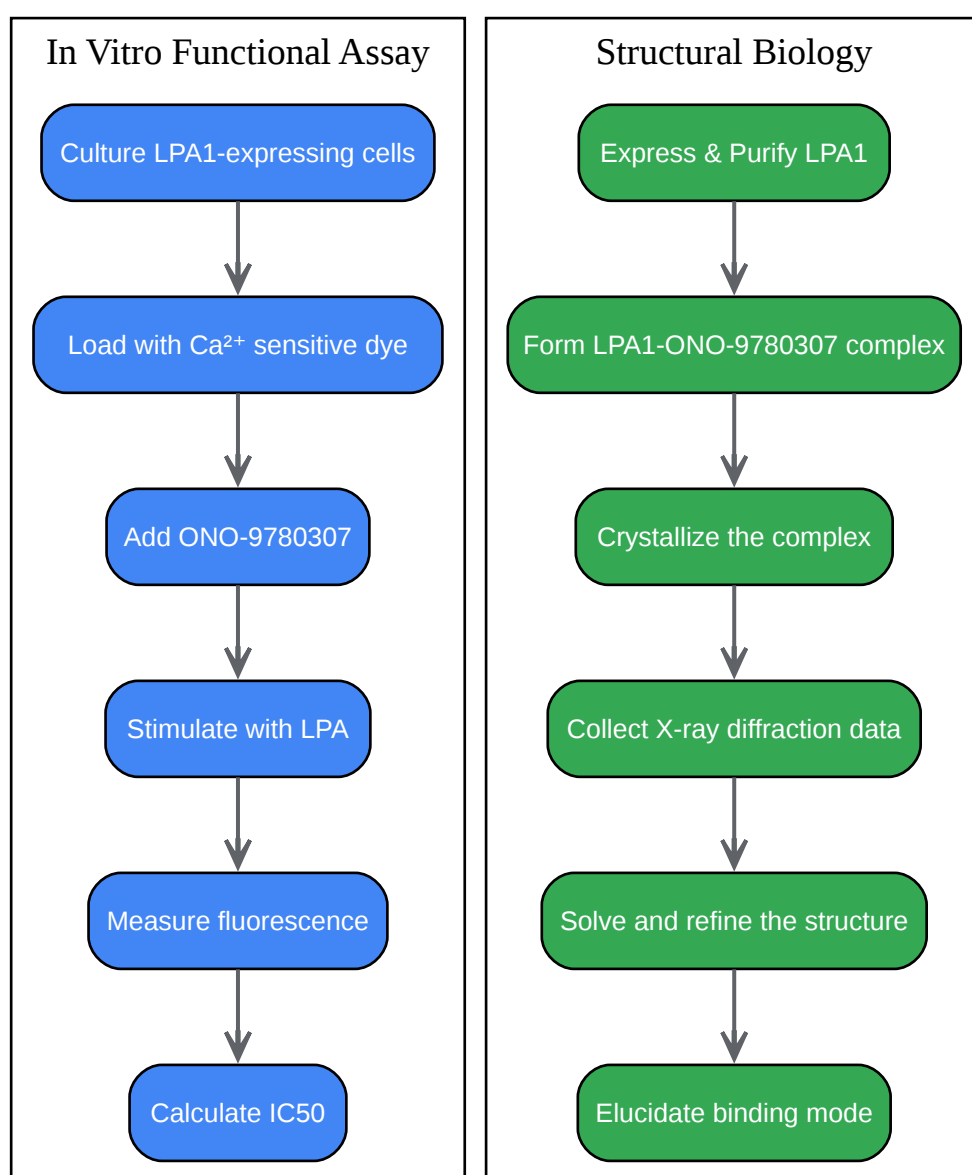 In Vitro Functional Assay
Culture LPA1-expressing cells
Load with Ca²⁺ sensitive dye
Add ONO-9780307
Stimulate with LPA
Measure fluorescence
Calculate IC50
Structural Biology
Express & Purify LPA1
Form LPA1-ONO-9780307 complex
Crystallize the complex
Collect X-ray diffraction data
Solve and refine the structure
Elucidate binding mode